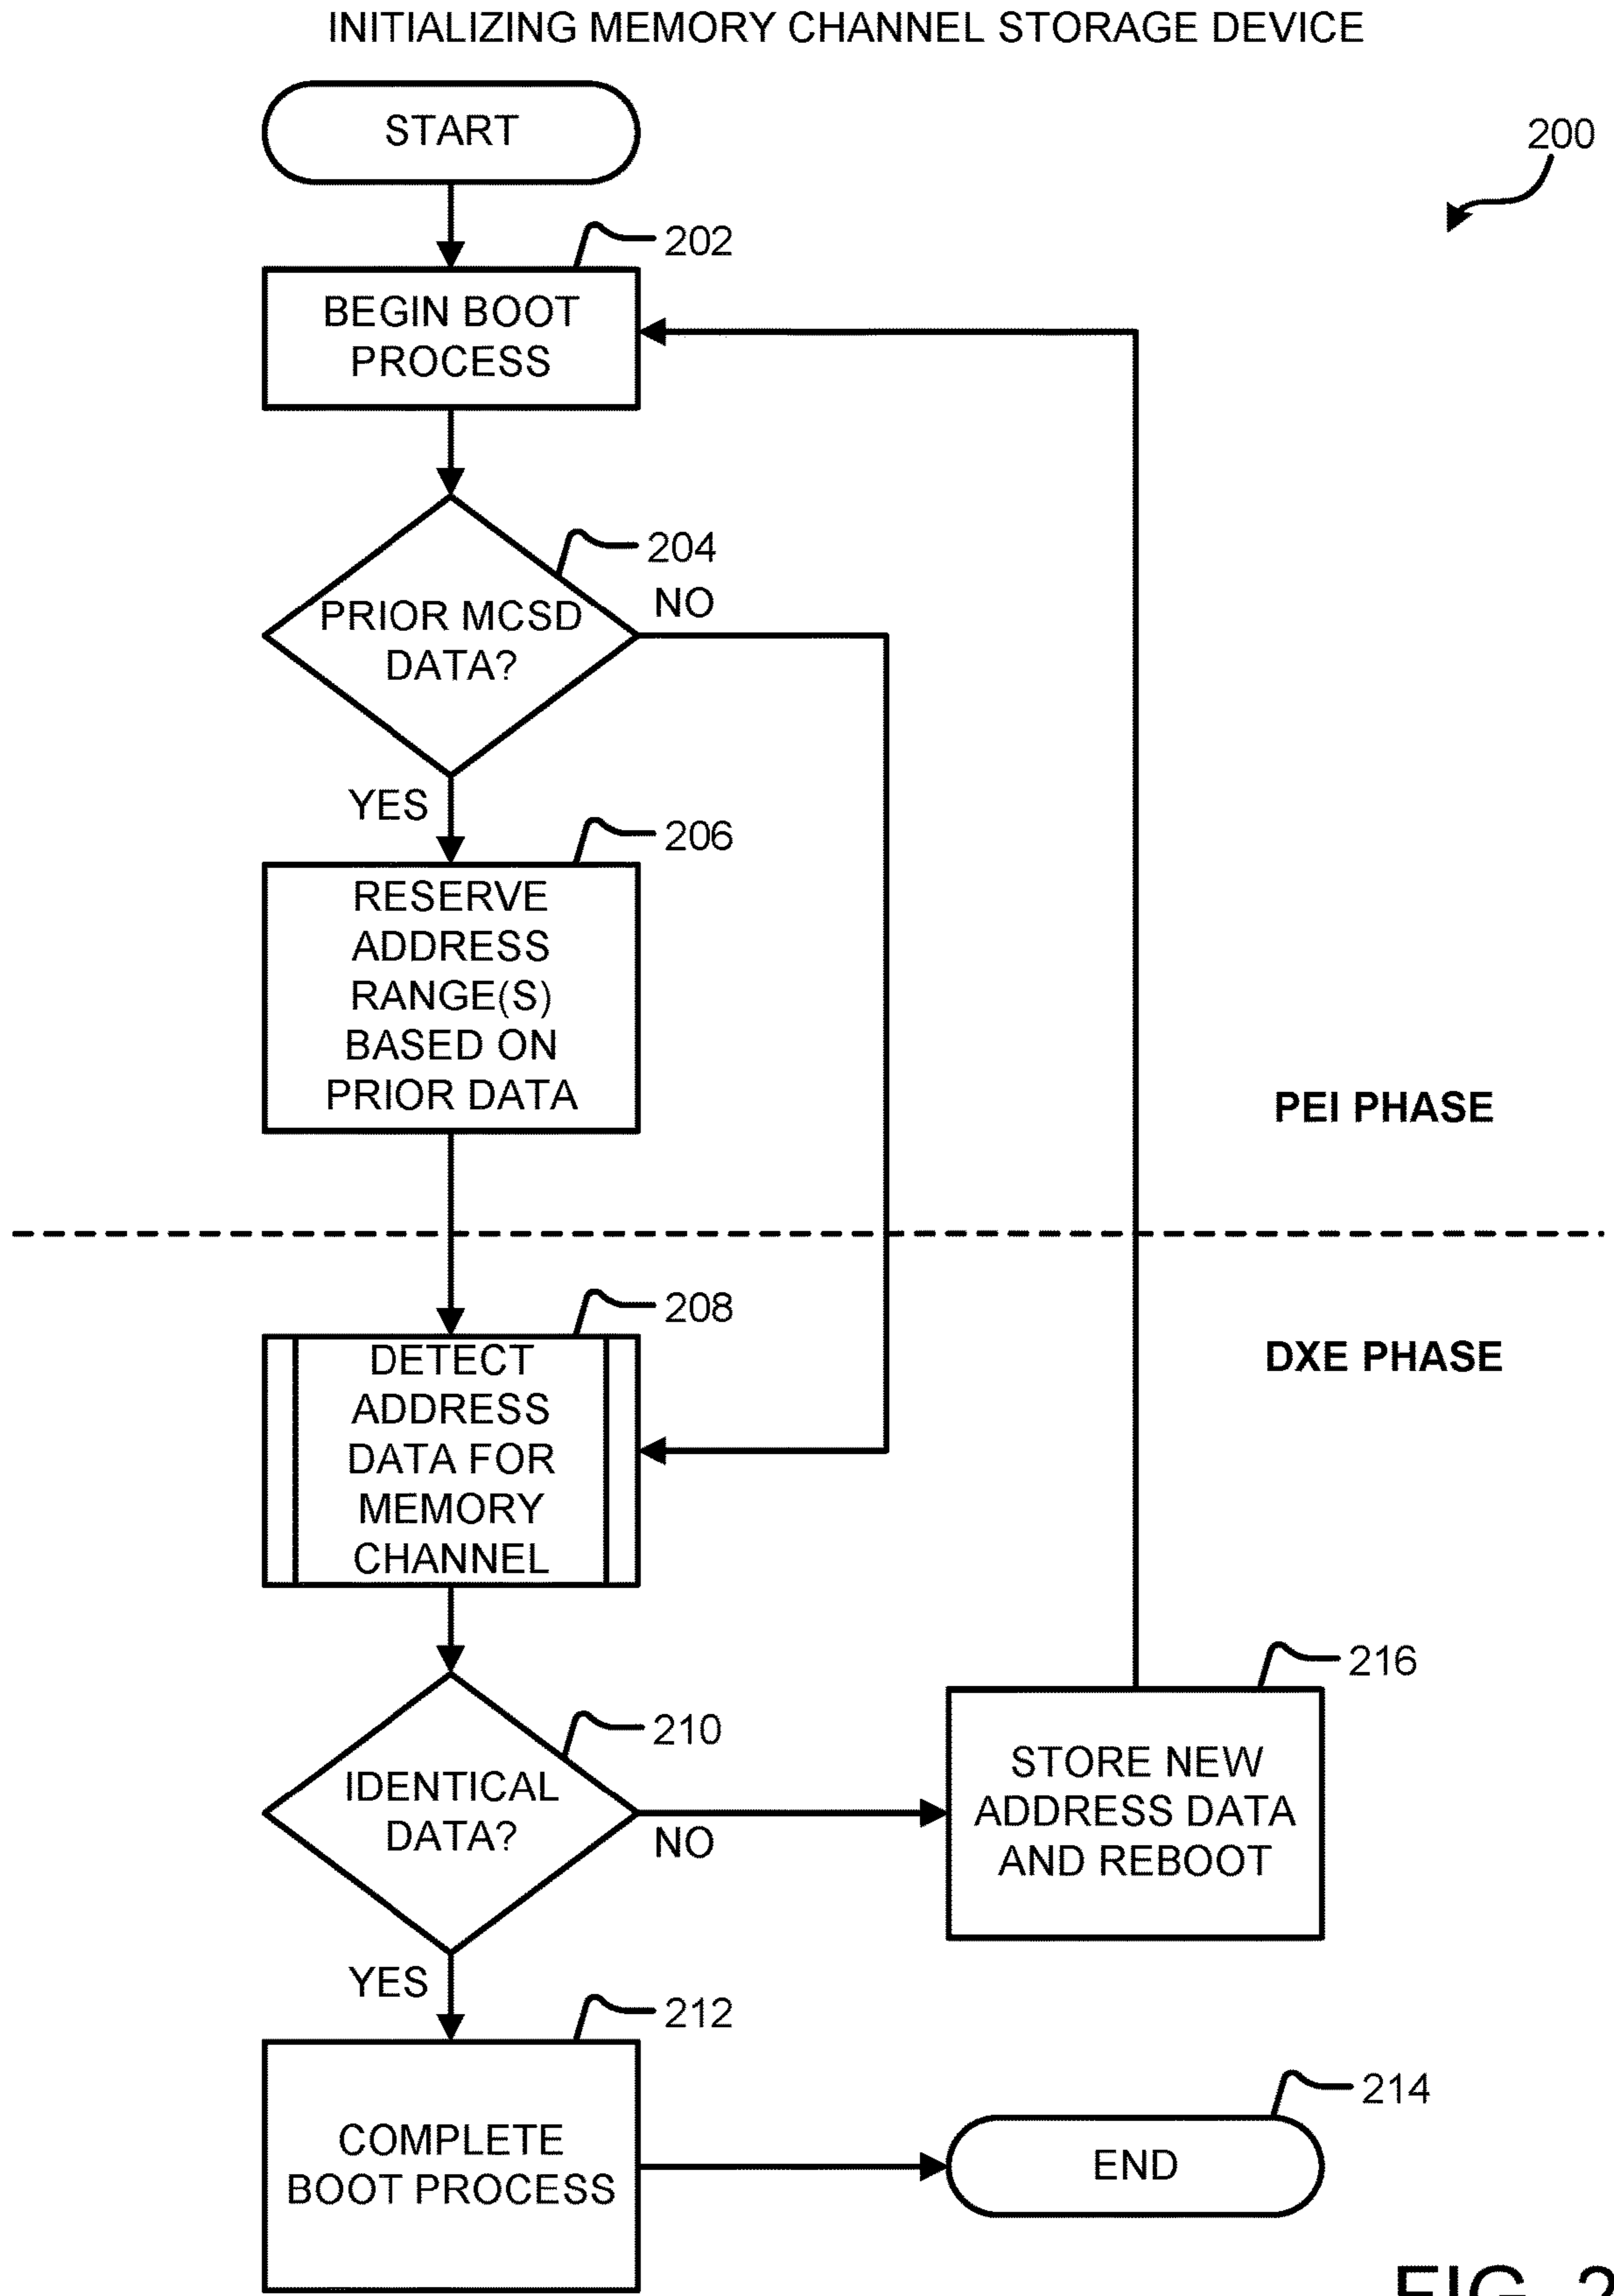 INITIALIZING MEMORY CHANNEL STORAGE DEVICE
START
200
202
BEGIN BOOT
PROCESS
204
NO
PRIOR MCSD
DATA?
YES
206
RESERVE
ADDRESS
RANGE(S)
BASED ON
PRIOR DATA
PEI PHASE
208
DXE PHASE
DETECT
ADDRESS
DATA FOR
MEMORY
CHANNEL
216
210
STORE NEW
ADDRESS DATA
AND REBOOT
IDENTICAL
DATA?
NO
YES
212
214
COMPLETE
BOOT PROCESS
END
FIG. 2